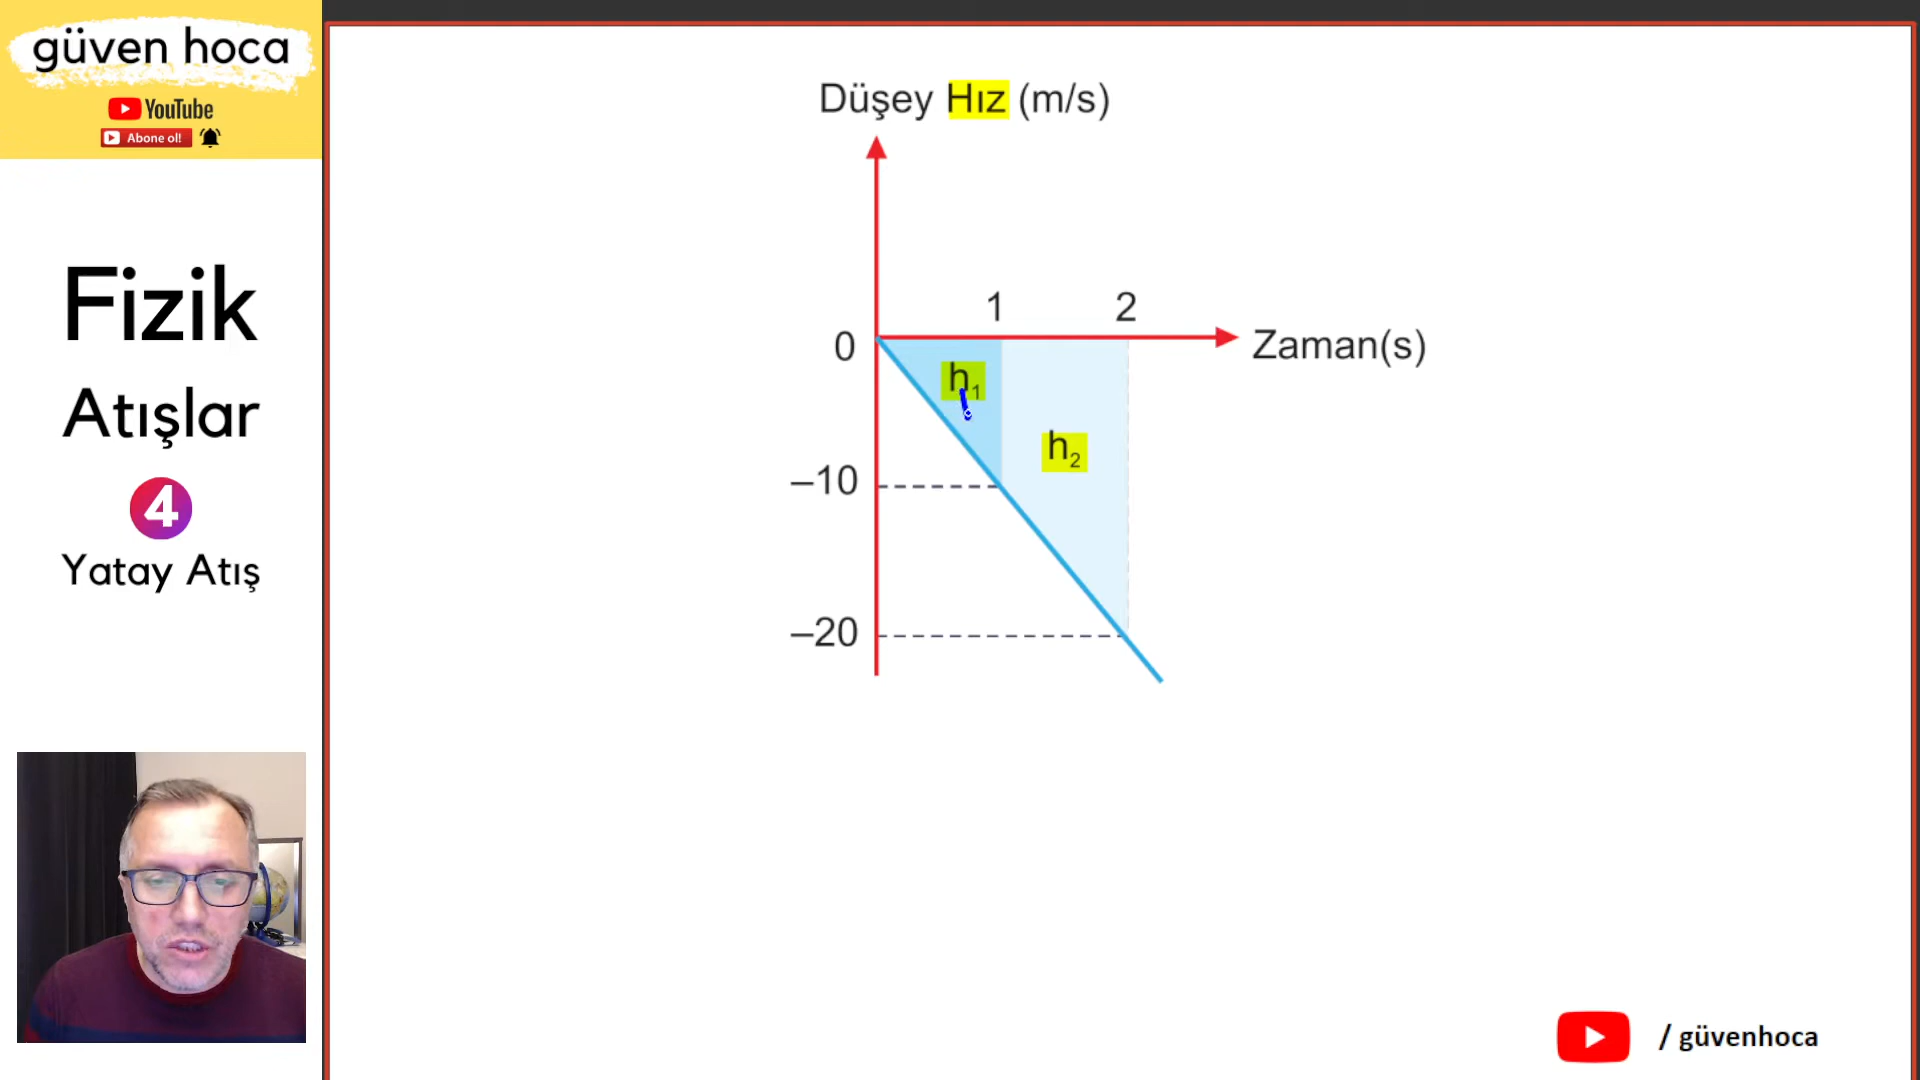 güven hoca
YouTube
Abone ol!
Fizik
Atışlar
4
Yatay Atış
Düşey Hız (m/s)
1 2
0
Zaman(s)
h₁
h₂
–10
–20
/ güvenhoca